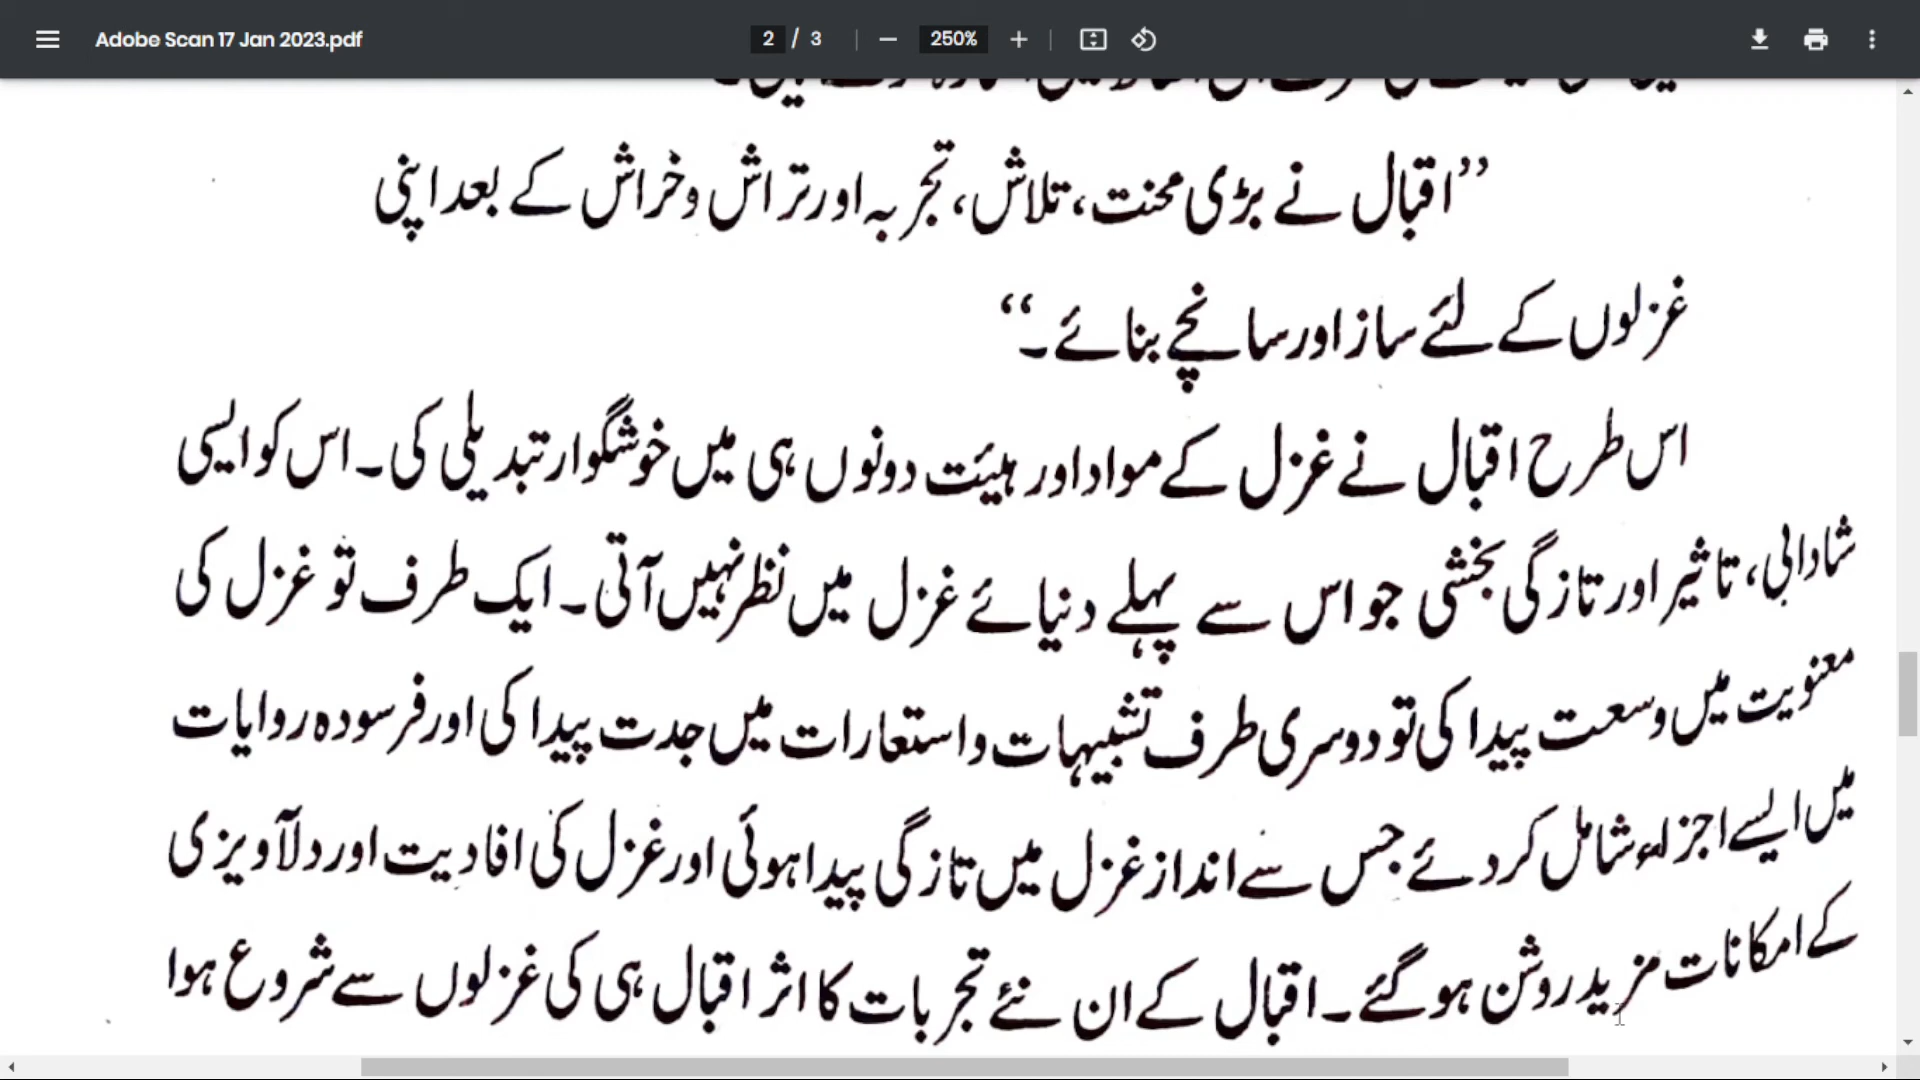 Adobe Scan 17 Jan 2023.pdf
2 / 3
250%
’’اقبال نے بڑی محنت، تلاش، تجربہ اور تراش و خراش کے بعد اپنی
غزلوں کے لئے ساز اور سانچے بنائے۔‘‘
اس طرح اقبال نے غزل کے مواد اور ہیئت دونوں ہی میں خوشگوار تبدیلی کی۔ اس کو ایسی
شادابی، تاثیر اور تازگی بخشی جو اس سے پہلے دنیائے غزل میں نظر نہیں آتی۔ ایک طرف تو غزل کی
معنویت میں وسعت پیدا کی تو دوسری طرف تشبیہات و استعارات میں جدت پیدا کی اور فرسودہ روایات
میں ایسے اجزاء شامل کر دئے جس سے انداز غزل میں تازگی پیدا ہوئی اور غزل کی افادیت اور دلآویزی
کے امکانات مزید روشن ہو گئے۔ اقبال کے ان نئے تجربات کا اثر اقبال ہی کی غزلوں سے شروع ہوا